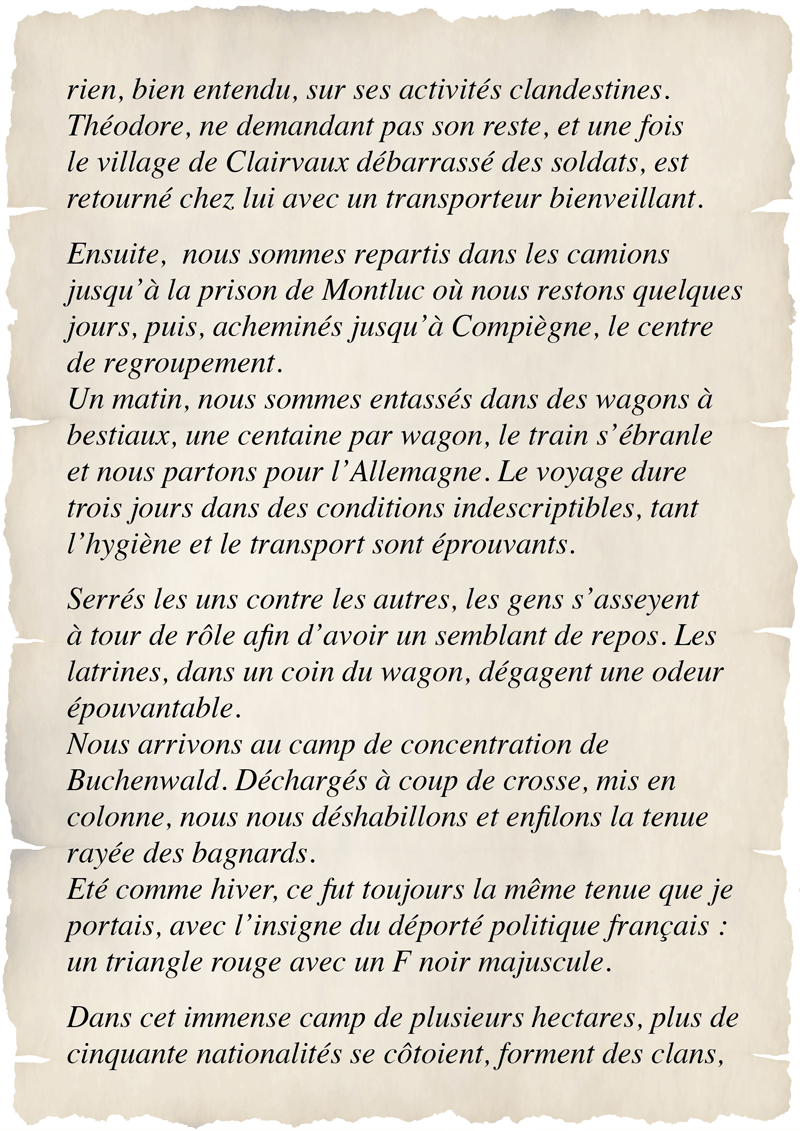 rien, bien entendu, sur ses activités clandestines.
Théodore, ne demandant pas son reste, et une fois
le village de Clairvaux débarrassé des soldats, est
retourné chez lui avec un transporteur bienveillant.
Ensuite,  nous sommes repartis dans les camions
jusqu’à la prison de Montluc où nous restons quelques
jours, puis, acheminés jusqu’à Compiègne, le centre
de regroupement.
Un matin, nous sommes entassés dans des wagons à
bestiaux, une centaine par wagon, le train s’ébranle
et nous partons pour l’Allemagne. Le voyage dure
trois jours dans des conditions indescriptibles, tant
l’hygiène et le transport sont éprouvants.
Serrés les uns contre les autres, les gens s’asseyent
à tour de rôle afin d’avoir un semblant de repos. Les
latrines, dans un coin du wagon, dégagent une odeur
épouvantable.
Nous arrivons au camp de concentration de
Buchenwald. Déchargés à coup de crosse, mis en
colonne, nous nous déshabillons et enfilons la tenue
rayée des bagnards.
Eté comme hiver, ce fut toujours la même tenue que je
portais, avec l’insigne du déporté politique français :
un triangle rouge avec un F noir majuscule.
Dans cet immense camp de plusieurs hectares, plus de
cinquante nationalités se côtoient, forment des clans,